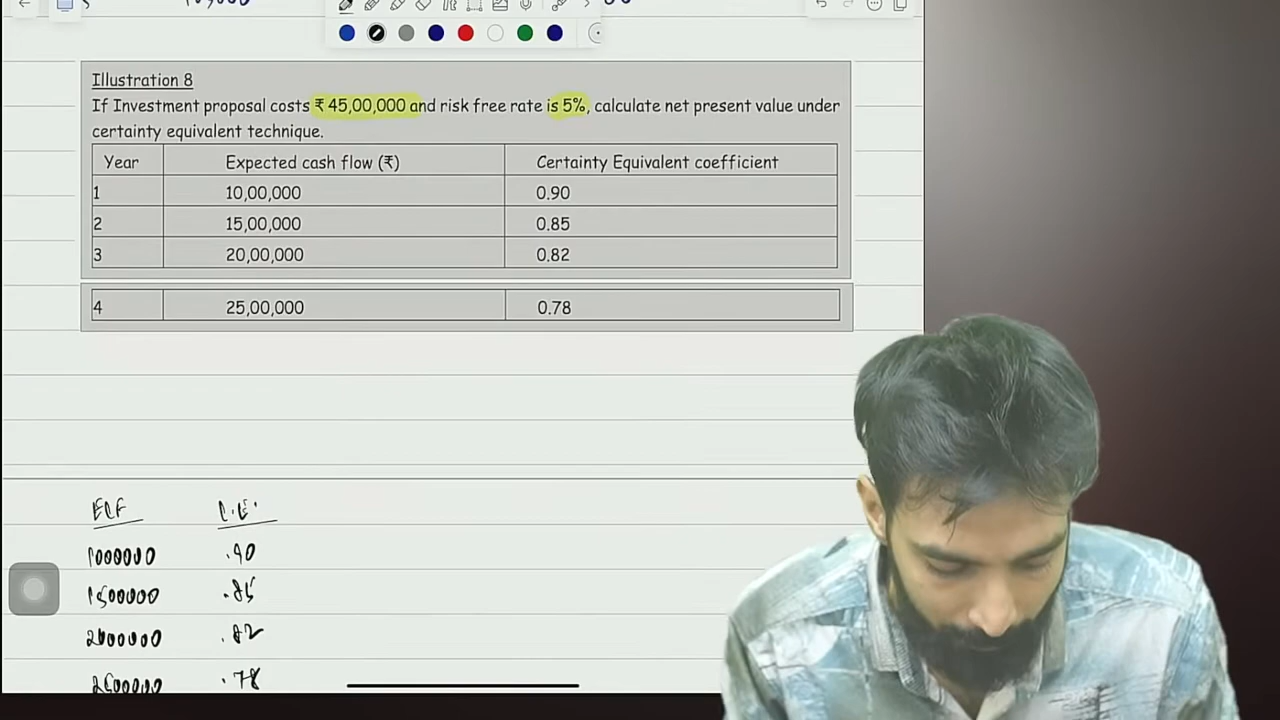 Illustration 8
If Investment proposal costs ₹ 45,00,000 and risk free rate is 5%, calculate net present value under
certainty equivalent technique.
Year Expected cash flow (₹) Certainty Equivalent coefficient
1 10,00,000 0.90
2 15,00,000 0.85
3 20,00,000 0.82
4 25,00,000 0.78
ECF C.E.
1000000 .90
1500000 .85
2000000 .82
2500000 .78